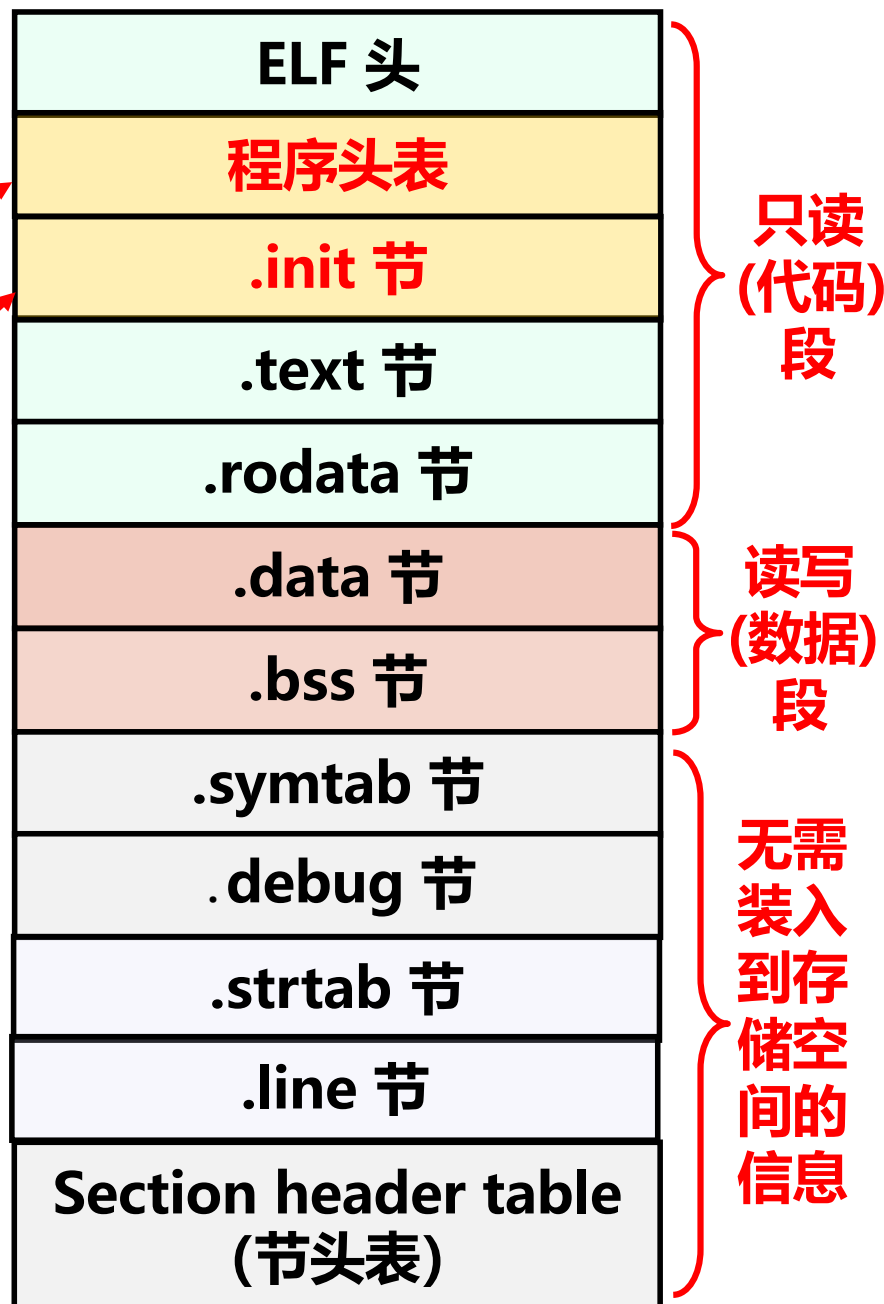 ELF 头
程序头表
.init 节
.text 节
.rodata 节
.data 节
.bss 节
.symtab 节
.debug 节
.strtab 节
.line 节
Section header table
(节头表)
只读
(代码)
段
读写
(数据)
段
无需
装入
到存
储空
间的
信息